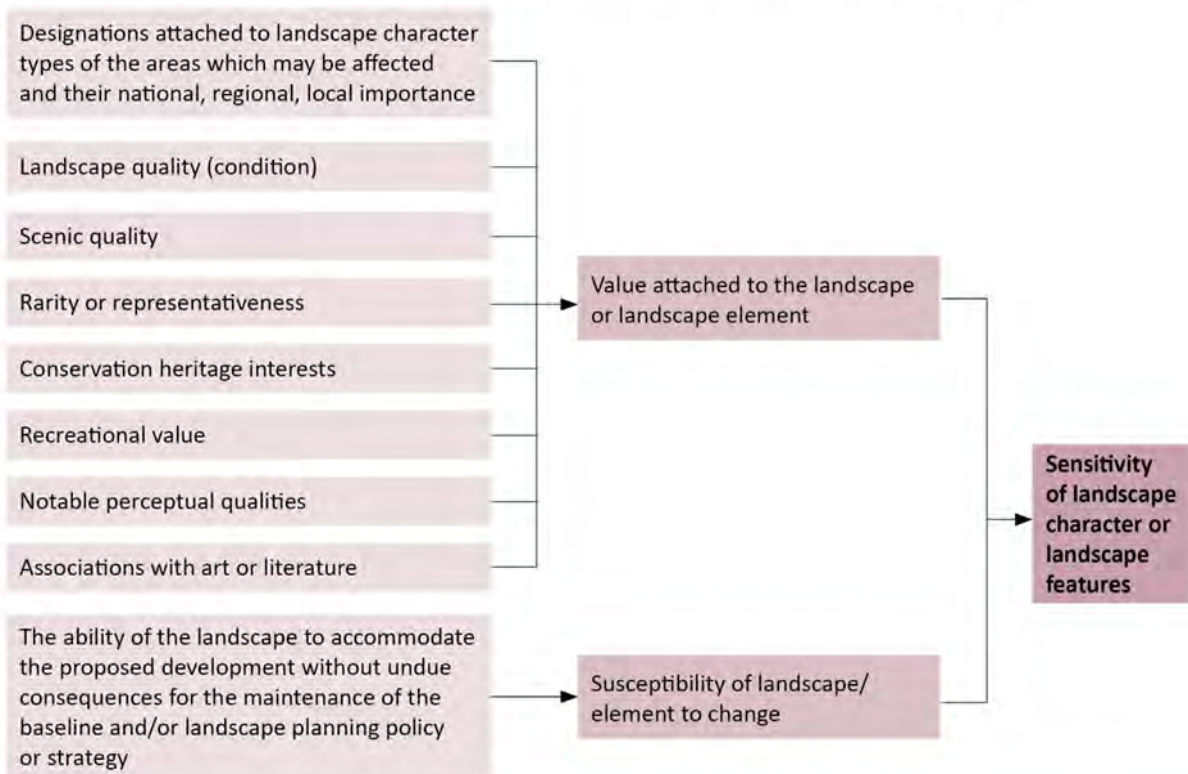 Designations attached to landscape character
types of the areas which may be affected
and their national, regional, local importance
Landscape quality (condition)
Scenic quality
Rarity or representativeness
Conservation heritage interests
Recreational value
Notable perceptual qualities
Associations with art or literature
The ability of the landscape to accommodate
the proposed development without undue
consequences for the maintenance of the
baseline and/or landscape planning policy
or strategy
Value attached to the landscape
or landscape element
Susceptibility of landscape/
element to change
Sensitivity
of landscape
character or
landscape
features